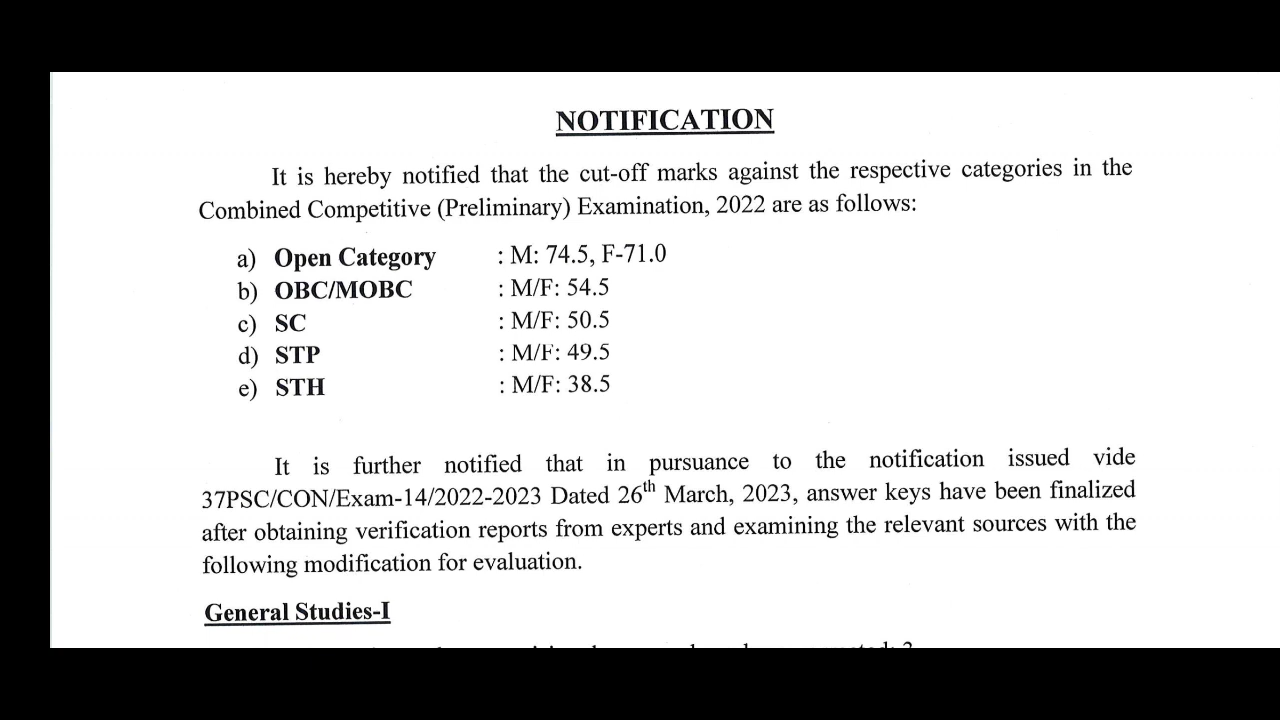 NOTIFICATION
It is hereby notified that the cut-off marks against the respective categories in the
Combined Competitive (Preliminary) Examination, 2022 are as follows:
a) Open Category : M: 74.5, F-71.0
b) OBC/MOBC : M/F: 54.5
c) SC : M/F: 50.5
d) STP : M/F: 49.5
e) STH : M/F: 38.5
It is further notified that in pursuance to the notification issued vide
37PSC/CON/Exam-14/2022-2023 Dated 26th March, 2023, answer keys have been finalized
after obtaining verification reports from experts and examining the relevant sources with the
following modification for evaluation.
General Studies-I